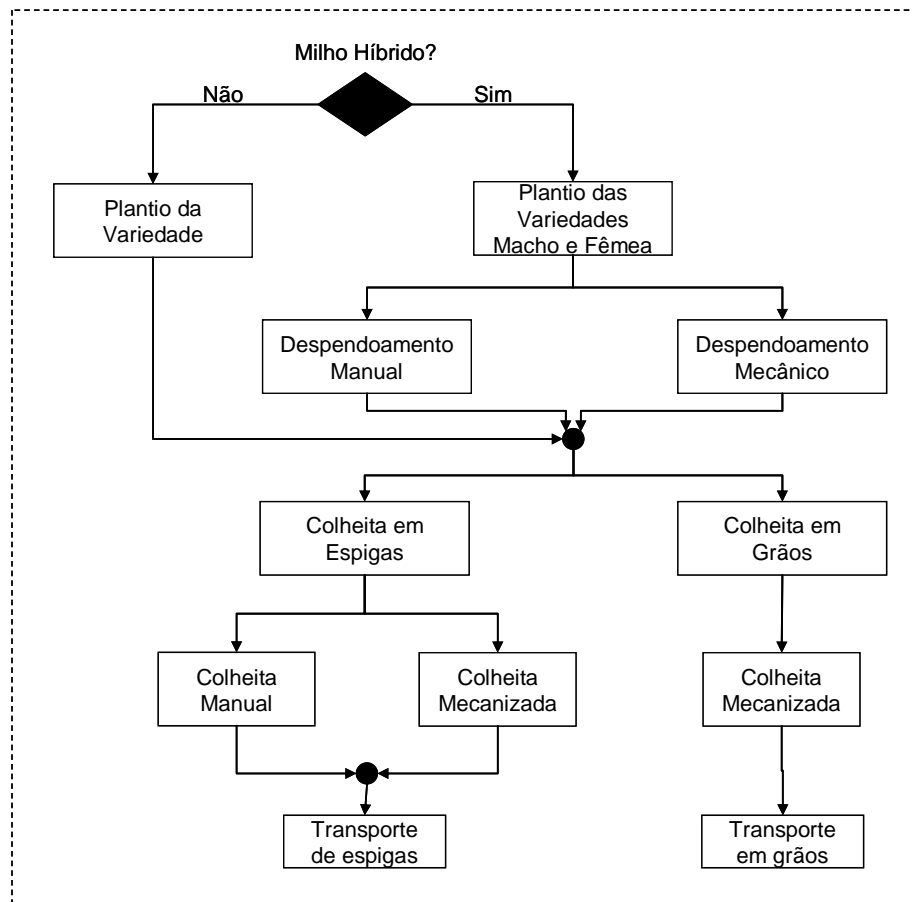 Milho Híbrido?
Não
Sim
Plantio da
Variedade
Plantio das
Variedades
Macho e Fêmea
Despendoamento
Manual
Despendoamento
Mecânico
Colheita em
Espigas
Colheita em
Grãos
Colheita
Manual
Colheita
Mecanizada
Colheita
Mecanizada
Transporte
de espigas
Transporte
em grãos